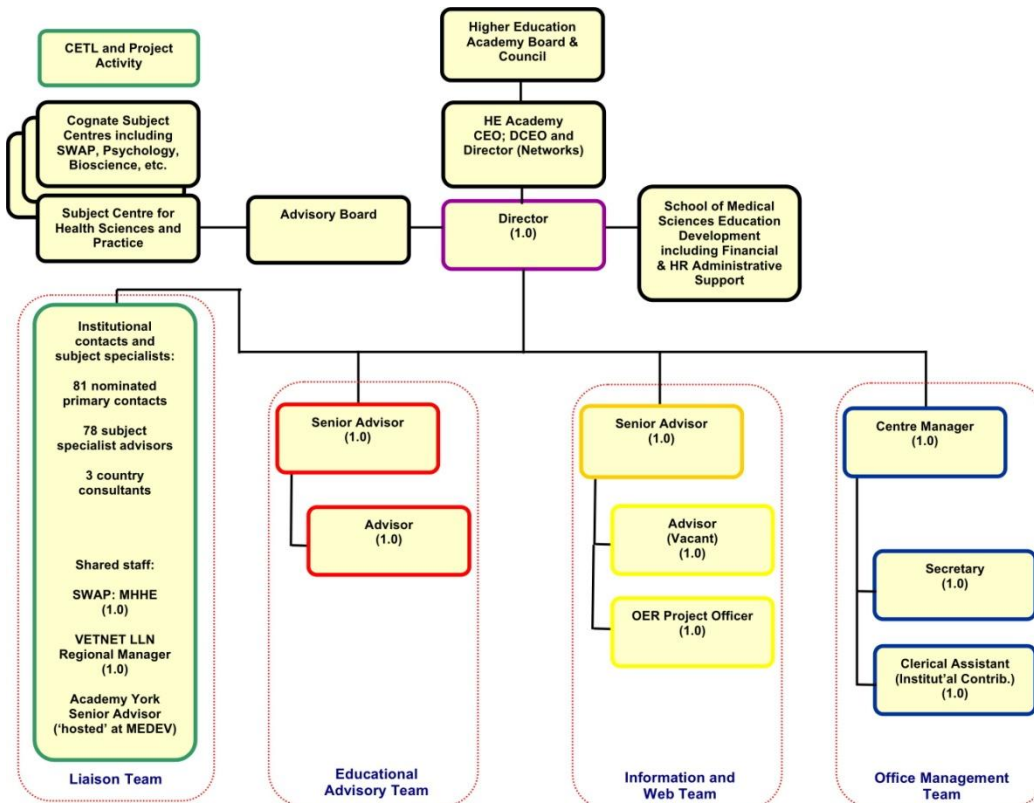 CETL and Project
Activity
Higher Education
Academy Board &
Council
Cognate Subject
Centres including
SWAP, Psychology,
Bioscience, etc.
HE Academy
CEO; DCEO and
Director (Networks)
Subject Centre for
Health Sciences and
Practice
Advisory Board
Director
(1.0)
School of Medical
Sciences Education
Development
including Financial
& HR Administrative
Support
Institutional
contacts and
subject specialists:
81 nominated
primary contacts
78 subject
specialist advisors
3 country
consultants
Shared staff:
SWAP: MHHE
(1.0)
VETNET LLN
Regional Manager
(1.0)
Academy York
Senior Advisor
(‘hosted’ at MEDEV)
Liaison Team
Senior Advisor
(1.0)
Advisor
(1.0)
Educational
Advisory Team
Senior Advisor
(1.0)
Advisor
(Vacant)
(1.0)
OER Project Officer
(1.0)
Information and
Web Team
Centre Manager
(1.0)
Secretary
(1.0)
Clerical Assistant
(Institut’al Contrib.)
(1.0)
Office Management
Team